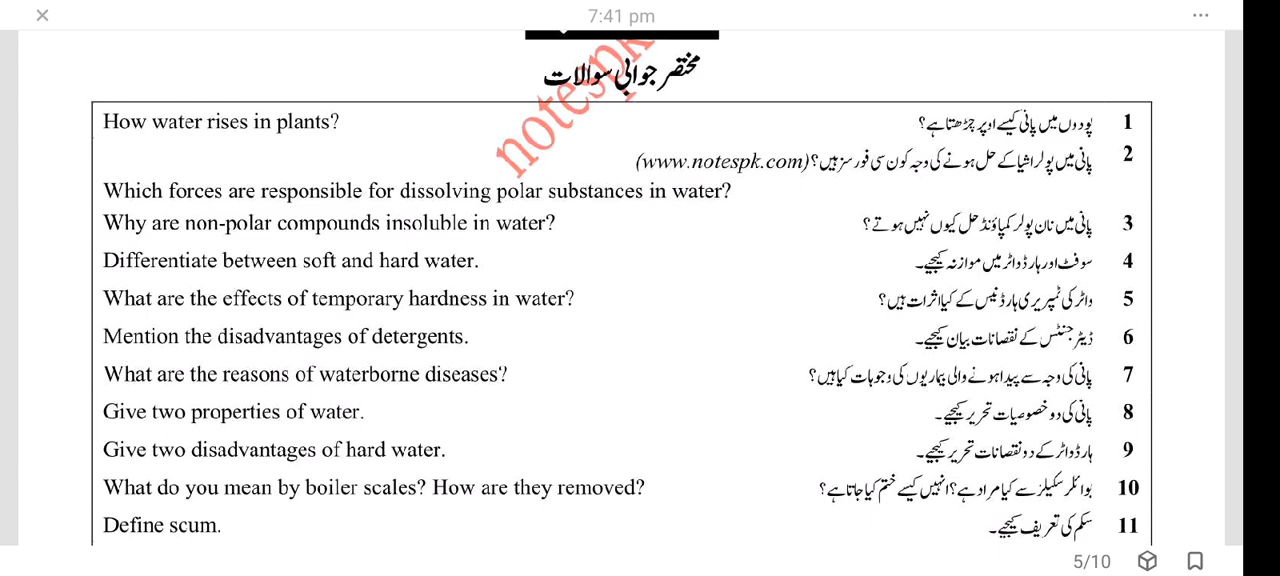 7:41 pm
مختصر جوابی سوالات
notespk
How water rises in plants? پودوں میں پانی کیسے اوپر چڑھتا ہے؟ 1
پانی میں پولر اشیا کے حل ہونے کی وجہ کون سی فورسز ہیں؟ (www.notespk.com) 2
Which forces are responsible for dissolving polar substances in water?
Why are non-polar compounds insoluble in water? پانی میں نان پولر کمپاؤنڈ حل کیوں نہیں ہوتے؟ 3
Differentiate between soft and hard water. سوفٹ اور ہارڈ واٹر میں موازنہ کیجیے۔ 4
What are the effects of temporary hardness in water? واٹر کی ٹمپریری ہارڈنیس کے کیا اثرات ہیں؟ 5
Mention the disadvantages of detergents. ڈیٹرجنٹس کے نقصانات بیان کیجیے۔ 6
What are the reasons of waterborne diseases? پانی کی وجہ سے پیدا ہونے والی بیماریوں کی وجوہات کیا ہیں؟ 7
Give two properties of water. پانی کی دو خصوصیات تحریر کیجیے۔ 8
Give two disadvantages of hard water. ہارڈ واٹر کے دو نقصانات تحریر کیجیے۔ 9
What do you mean by boiler scales? How are they removed? بوائلر سکیلز سے کیا مراد ہے؟ انہیں کیسے ختم کیا جاتا ہے؟ 10
Define scum. سکم کی تعریف کیجیے۔ 11
5/10